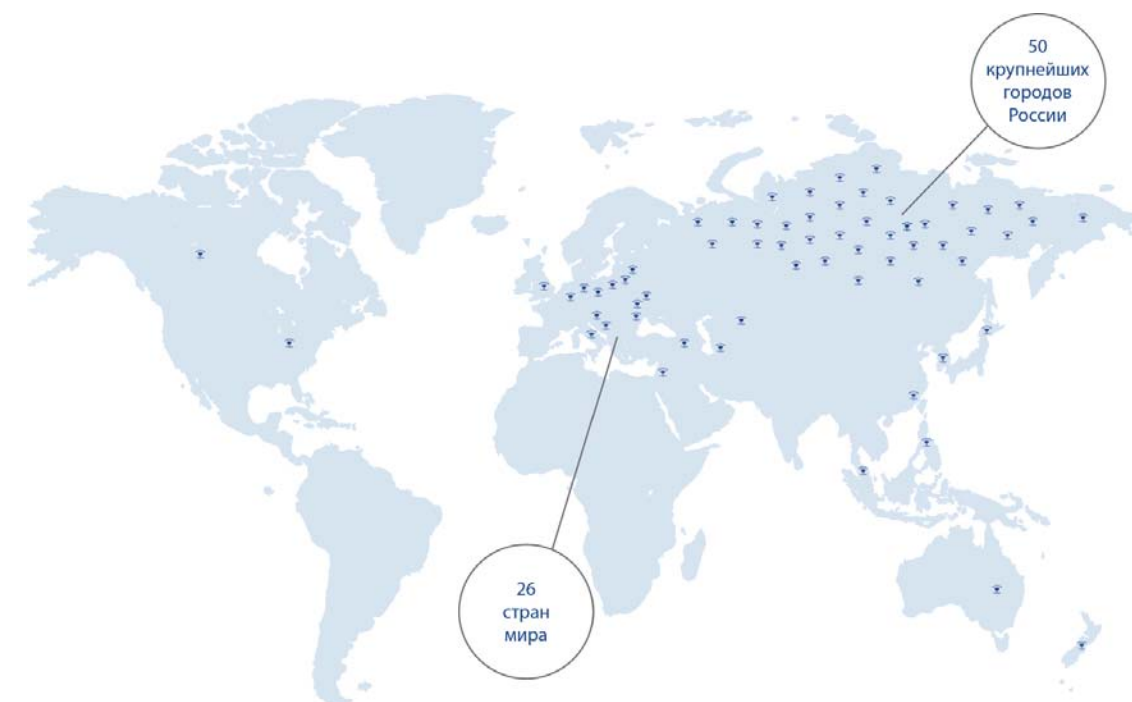 50
крупнейших
городов
России
26
стран
мира